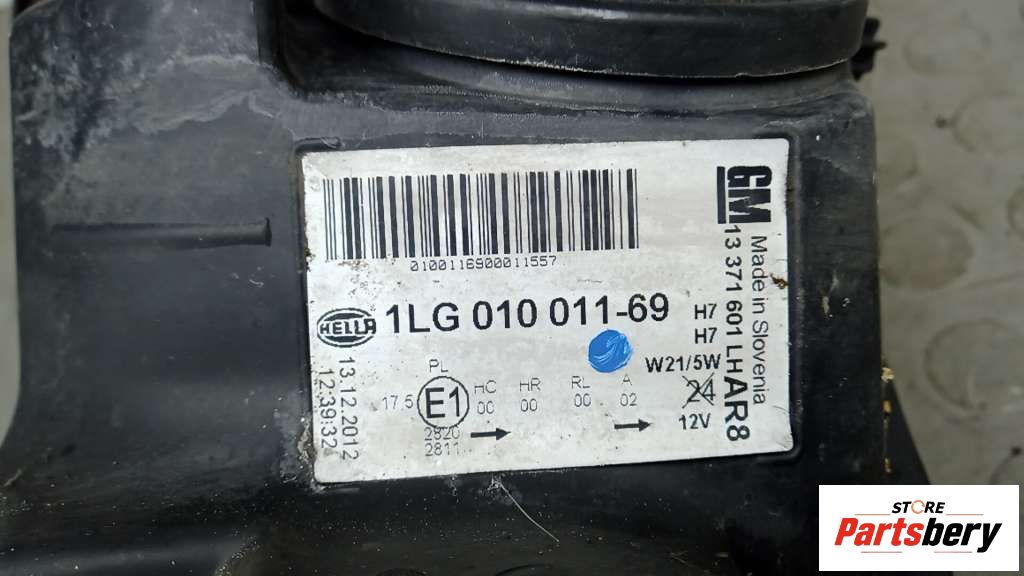 0100116900011557
HELLA
1LG 010 011-69
13.12.2012
12:39:32
PL
17.5 E1
2820
2811
HC HR RL A
00 00 00 02
H7
H7
W21/5W
24
12V
GM
13 371 601 LH AR8
Made in Slovenia
STORE
Partsbery